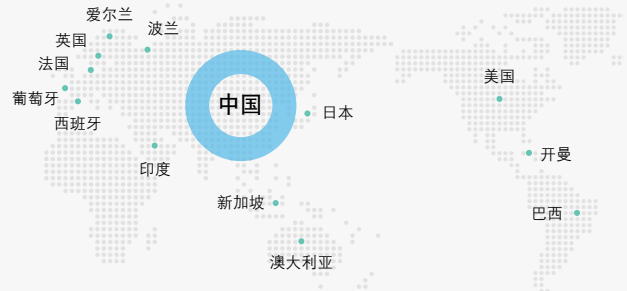 爱尔兰
波兰
英国
法国
美国
葡萄牙
中国
日本
西班牙
开曼
印度
新加坡
巴西
澳大利亚